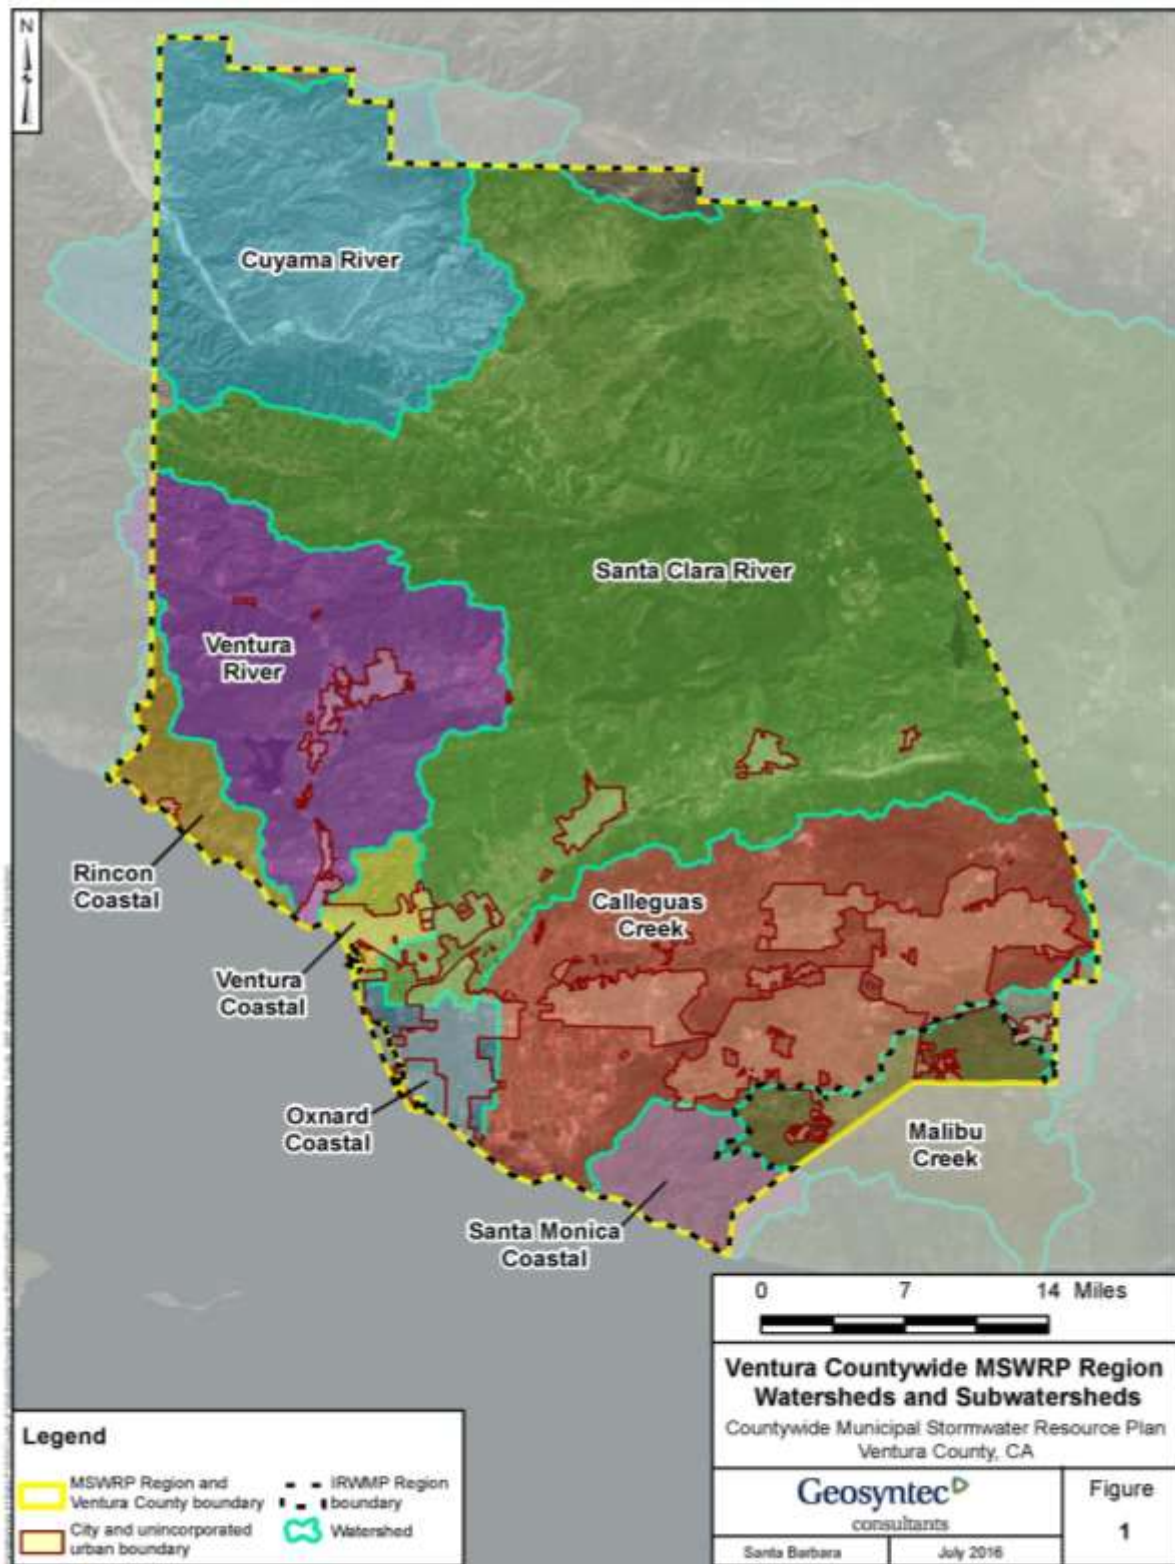 N
Cuyama River
Santa Clara River
Ventura
River
Rincon
Coastal
Calleguas
Creek
Ventura
Coastal
Oxnard
Coastal
Malibu
Creek
Santa Monica
Coastal
0 7 14 Miles
Ventura Countywide MSWRP Region
Watersheds and Subwatersheds
Countywide Municipal Stormwater Resource Plan
Ventura County, CA
Legend
MSWRP Region and
Ventura County boundary
IRWMP Region
boundary
City and unincorporated
urban boundary
Watershed
Geosyntec
consultants
Figure
1
Santa Barbara
July 2016